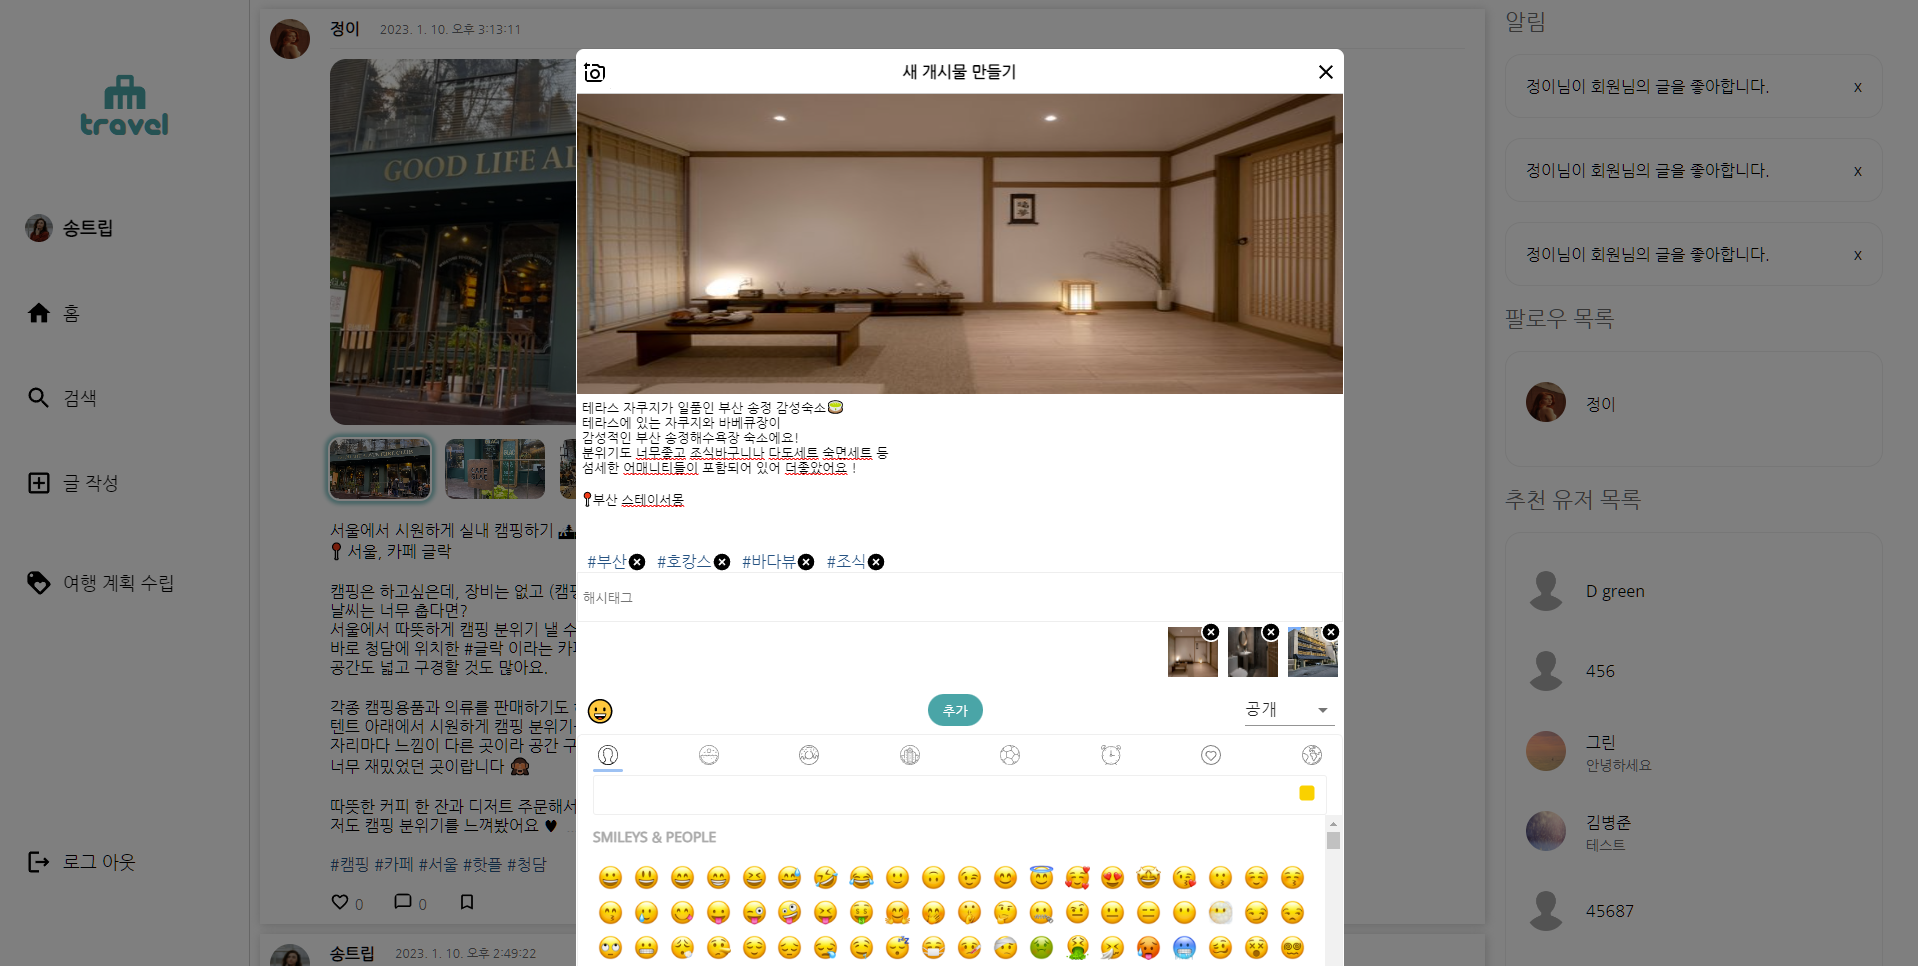 travel
송트립
홈
검색
글 작성
여행 계획 수립
로그 아웃
정이 2023. 1. 10. 오후 3:13:11
GOOD LIFE AL
서울에서 시원하게 실내 캠핑하기 🏕
📍 서울, 카페 글락
캠핑은 하고싶은데, 장비는 없고 (캠핑
날씨는 너무 춥다면?
서울에서 따뜻하게 캠핑 분위기 낼 수
바로 청담에 위치한 #글락 이라는 카페
공간도 넓고 구경할 것도 많아요.
각종 캠핑용품과 의류를 판매하기도
텐트 아래에서 시원하게 캠핑 분위기
자리마다 느낌이 다른 곳이라 공간 구
너무 재밌었던 곳이랍니다 🙈
따뜻한 커피 한 잔과 디저트 주문해서
저도 캠핑 분위기를 느껴봤어요 ♥ ...
#캠핑 #카페 #서울 #핫플 #청담
0 0
송트립 2023. 1. 10. 오후 2:49:22
새 개시물 만들기
테라스 자쿠지가 일품인 부산 송정 감성숙소🍵
테라스에 있는 자쿠지와 바베큐장이
감성적인 부산 송정해수욕장 숙소에요!
분위기도 너무좋고 조식바구니나 다도세트 숙면세트 등
섬세한 어매니티들이 포함되어 있어 더좋았어요 !
📍부산 스테이서몽
#부산 #호캉스 #바다뷰 #조식
해시태그
추가
공개
SMILEYS & PEOPLE
알림
정이님이 회원님의 글을 좋아합니다. x
정이님이 회원님의 글을 좋아합니다. x
정이님이 회원님의 글을 좋아합니다. x
팔로우 목록
정이
추천 유저 목록
D green
456
그린
안녕하세요
김병준
테스트
45687